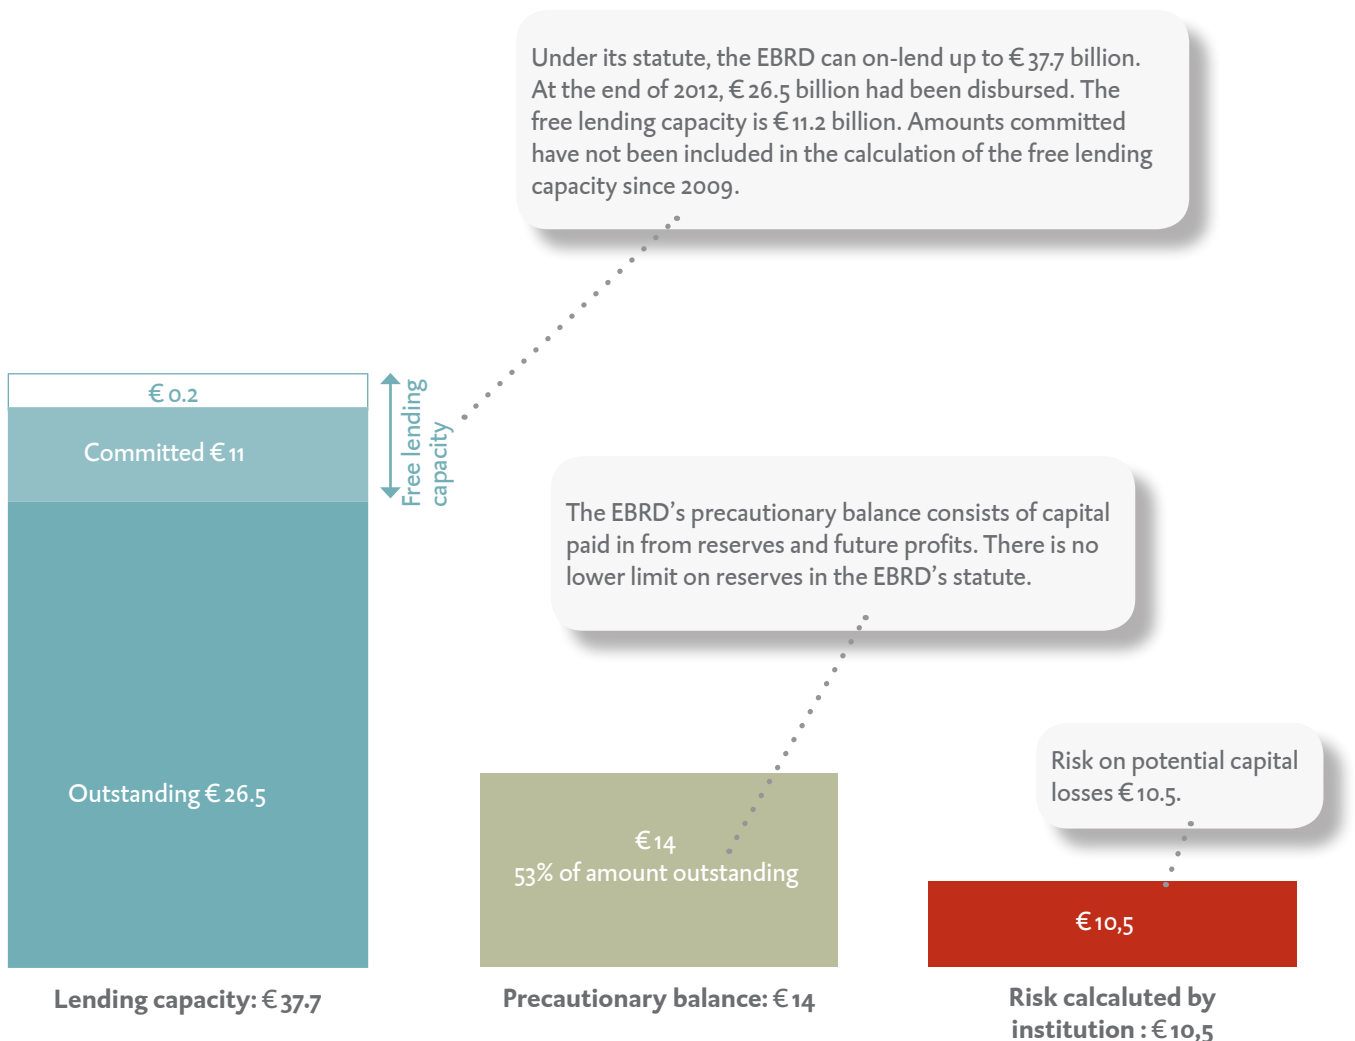 Under its statute, the EBRD can on-lend up to € 37.7 billion.
At the end of 2012, € 26.5 billion had been disbursed. The
free lending capacity is € 11.2 billion. Amounts committed
have not been included in the calculation of the free lending
capacity since 2009.
€ 0.2
Committed € 11
Free lending
capacity
Outstanding € 26.5
Lending capacity: € 37.7
The EBRD’s precautionary balance consists of capital
paid in from reserves and future profits. There is no
lower limit on reserves in the EBRD’s statute.
€ 14
53% of amount outstanding
Precautionary balance: € 14
Risk on potential capital
losses € 10.5.
€ 10,5
Risk calcaluted by
institution : € 10,5